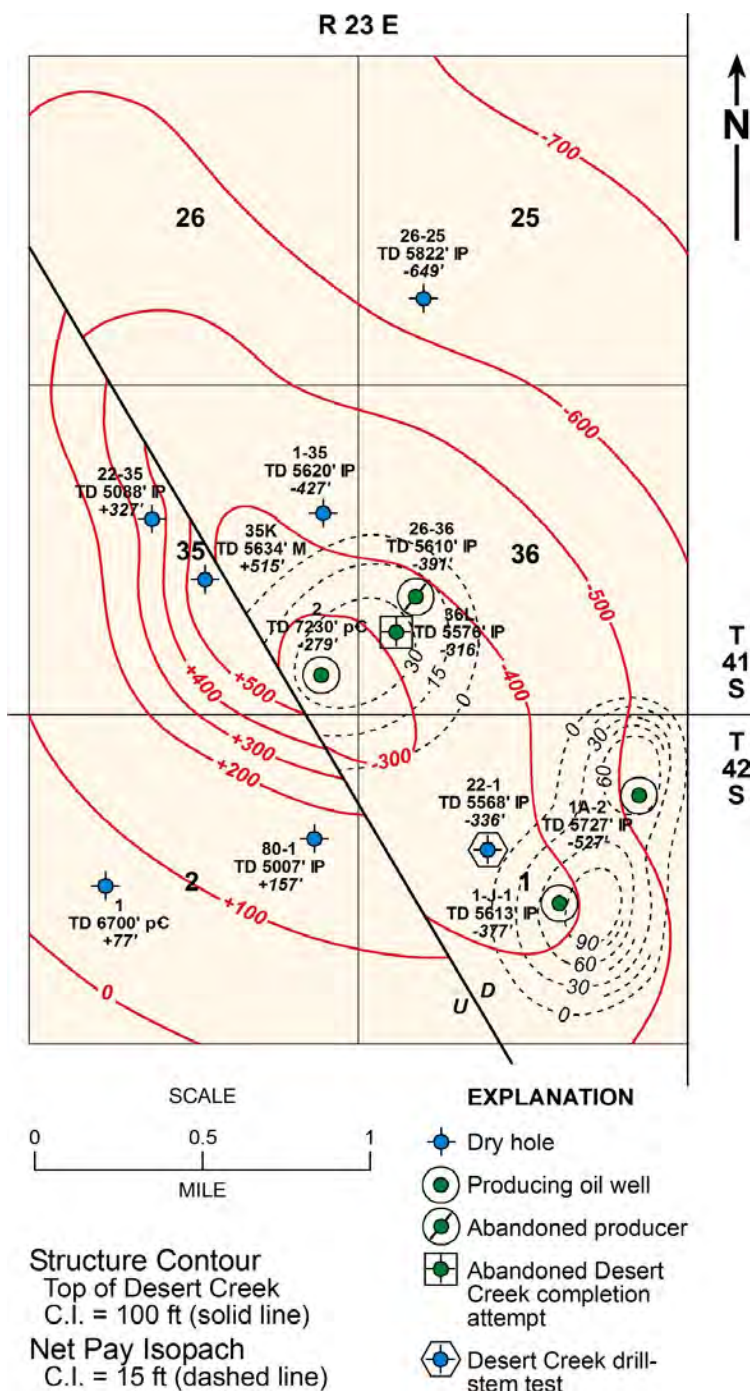 R 23 E
N
-700
26
25
26-25
TD 5822' IP
-649'
-600
1-35
TD 5620' IP
-427'
22-35
TD 5088' IP
+327'
35
35K
TD 5634' M
+515'
26-36
TD 5610' IP
-391'
36
-500
2
TD 7230' pЄ
-279'
36L
TD 5576' IP
-316'
30
15
0
-400
T
41
S
+500
+400
+300
+200
-300
T
42
S
0
30
60
22-1
TD 5568' IP
-336'
1A-2
TD 5727' IP
-527'
80-1
TD 5007' IP
+157'
1
TD 6700' pЄ
+77'
2
1
1-J-1
TD 5613' IP
-377'
+100
90
60
30
0
0
U
D
SCALE
0 0.5 1
MILE
Structure Contour
Top of Desert Creek
C.I. = 100 ft (solid line)
Net Pay Isopach
C.I. = 15 ft (dashed line)
EXPLANATION
Dry hole
Producing oil well
Abandoned producer
Abandoned Desert
Creek completion
attempt
Desert Creek drill-
stem test